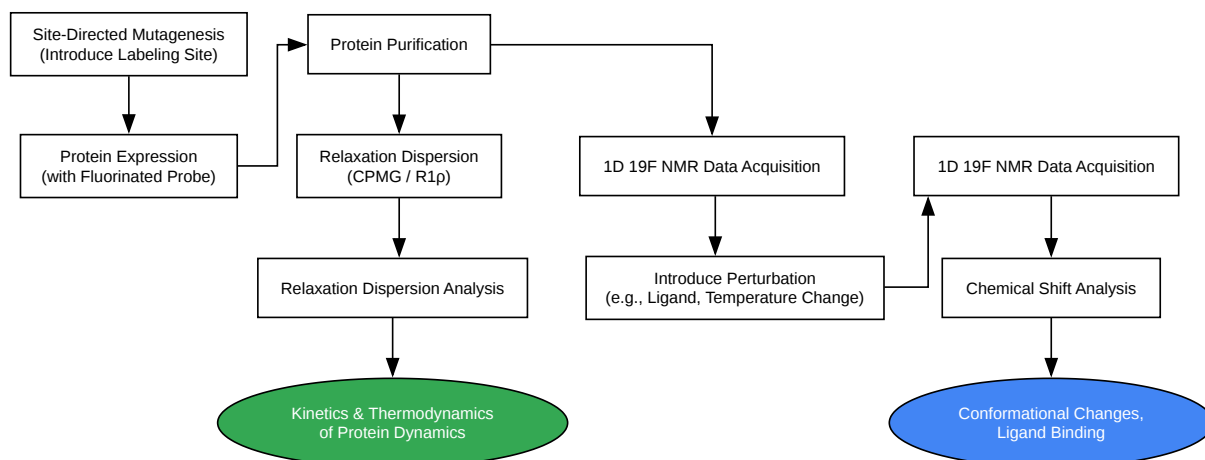 Site-Directed Mutagenesis
(Introduce Labeling Site)
Protein Purification
Protein Expression
(with Fluorinated Probe)
Relaxation Dispersion
(CPMG / R1ρ)
1D 19F NMR Data Acquisition
1D 19F NMR Data Acquisition
Relaxation Dispersion Analysis
Introduce Perturbation
(e.g., Ligand, Temperature Change)
Chemical Shift Analysis
Kinetics & Thermodynamics
of Protein Dynamics
Conformational Changes,
Ligand Binding